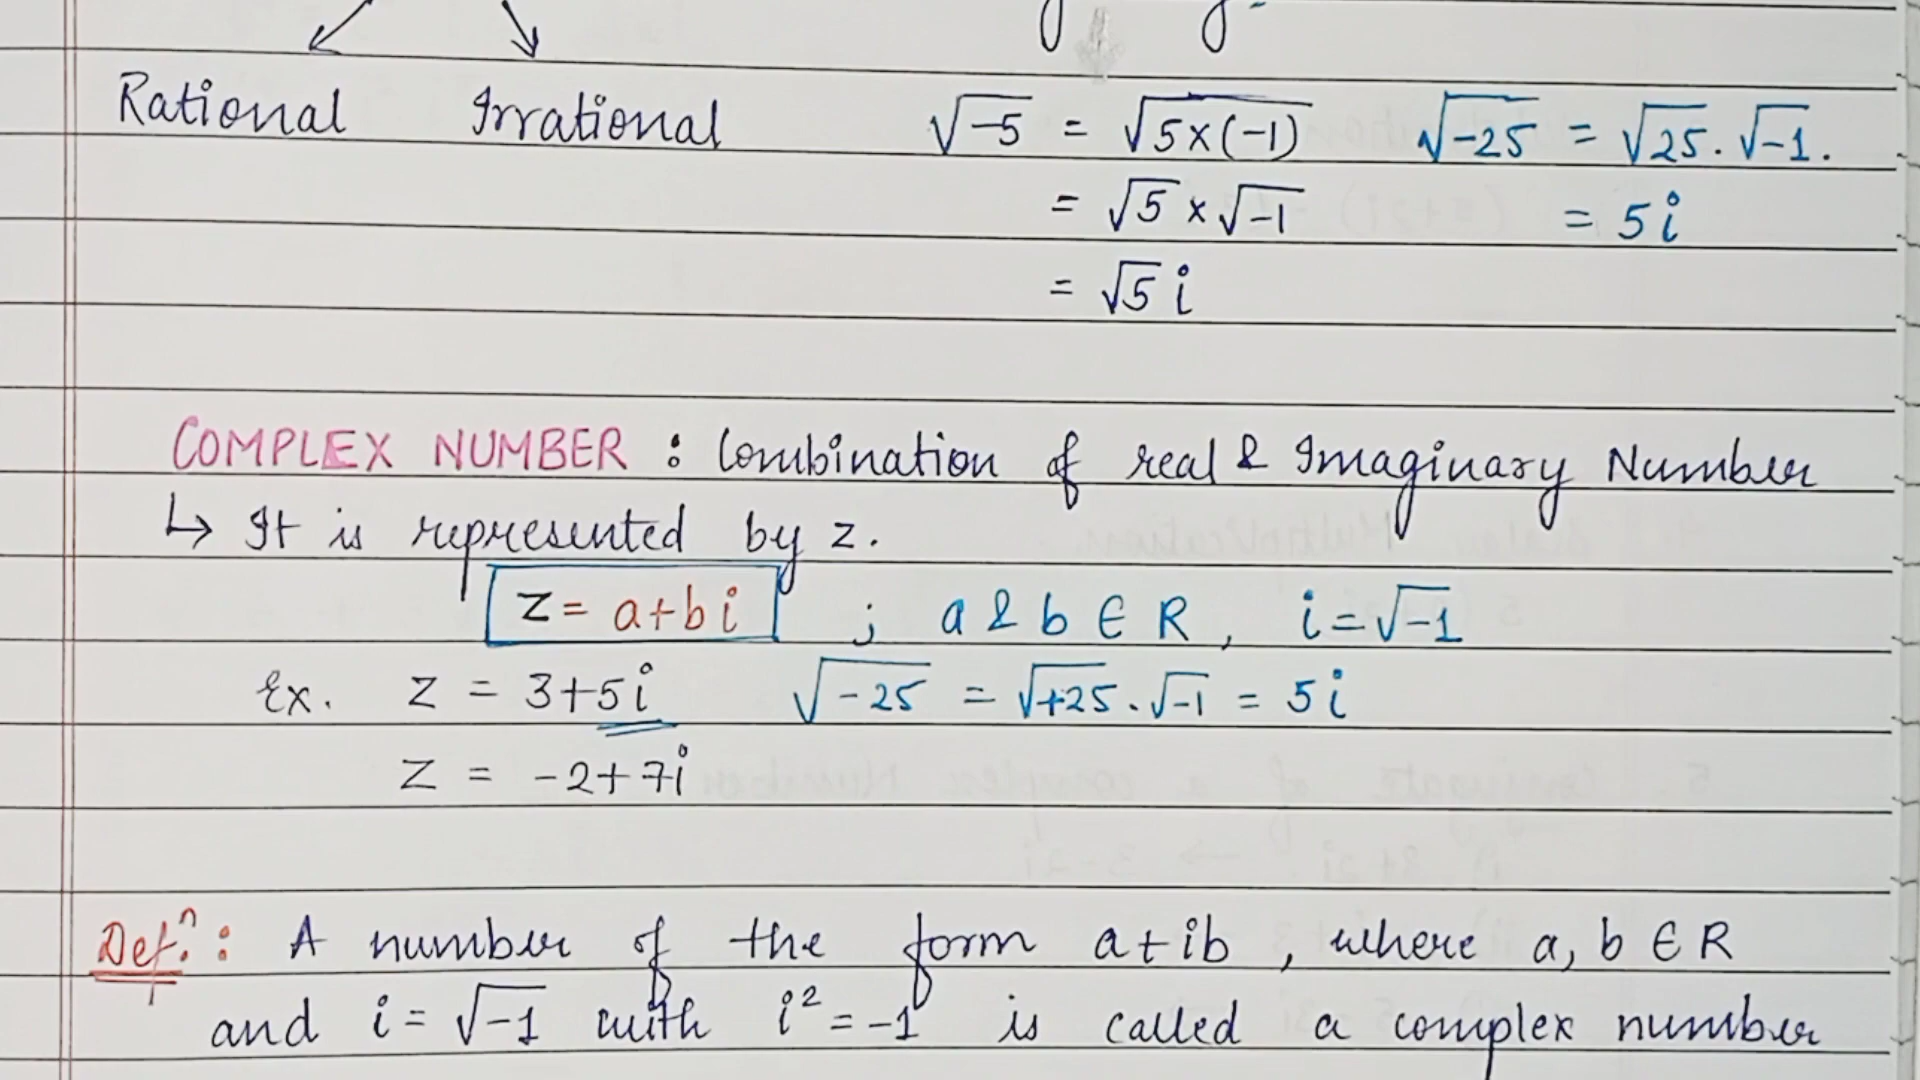 Rational Irrational √-5 = √5×(-1) √-25 = √25.√-1.
= √5 × √-1 = 5i
= √5 i
COMPLEX NUMBER : Combination of real & Imaginary Number
↳ It is represented by z.
z = a+bi ; a & b ∈ R, i=√-1
Ex. z = 3+5i √-25 = √+25.√-1 = 5i
z = -2+7i
Defⁿ: A number of the form a+ib, where a, b ∈ R
and i = √-1 with i² = -1 is called a complex number